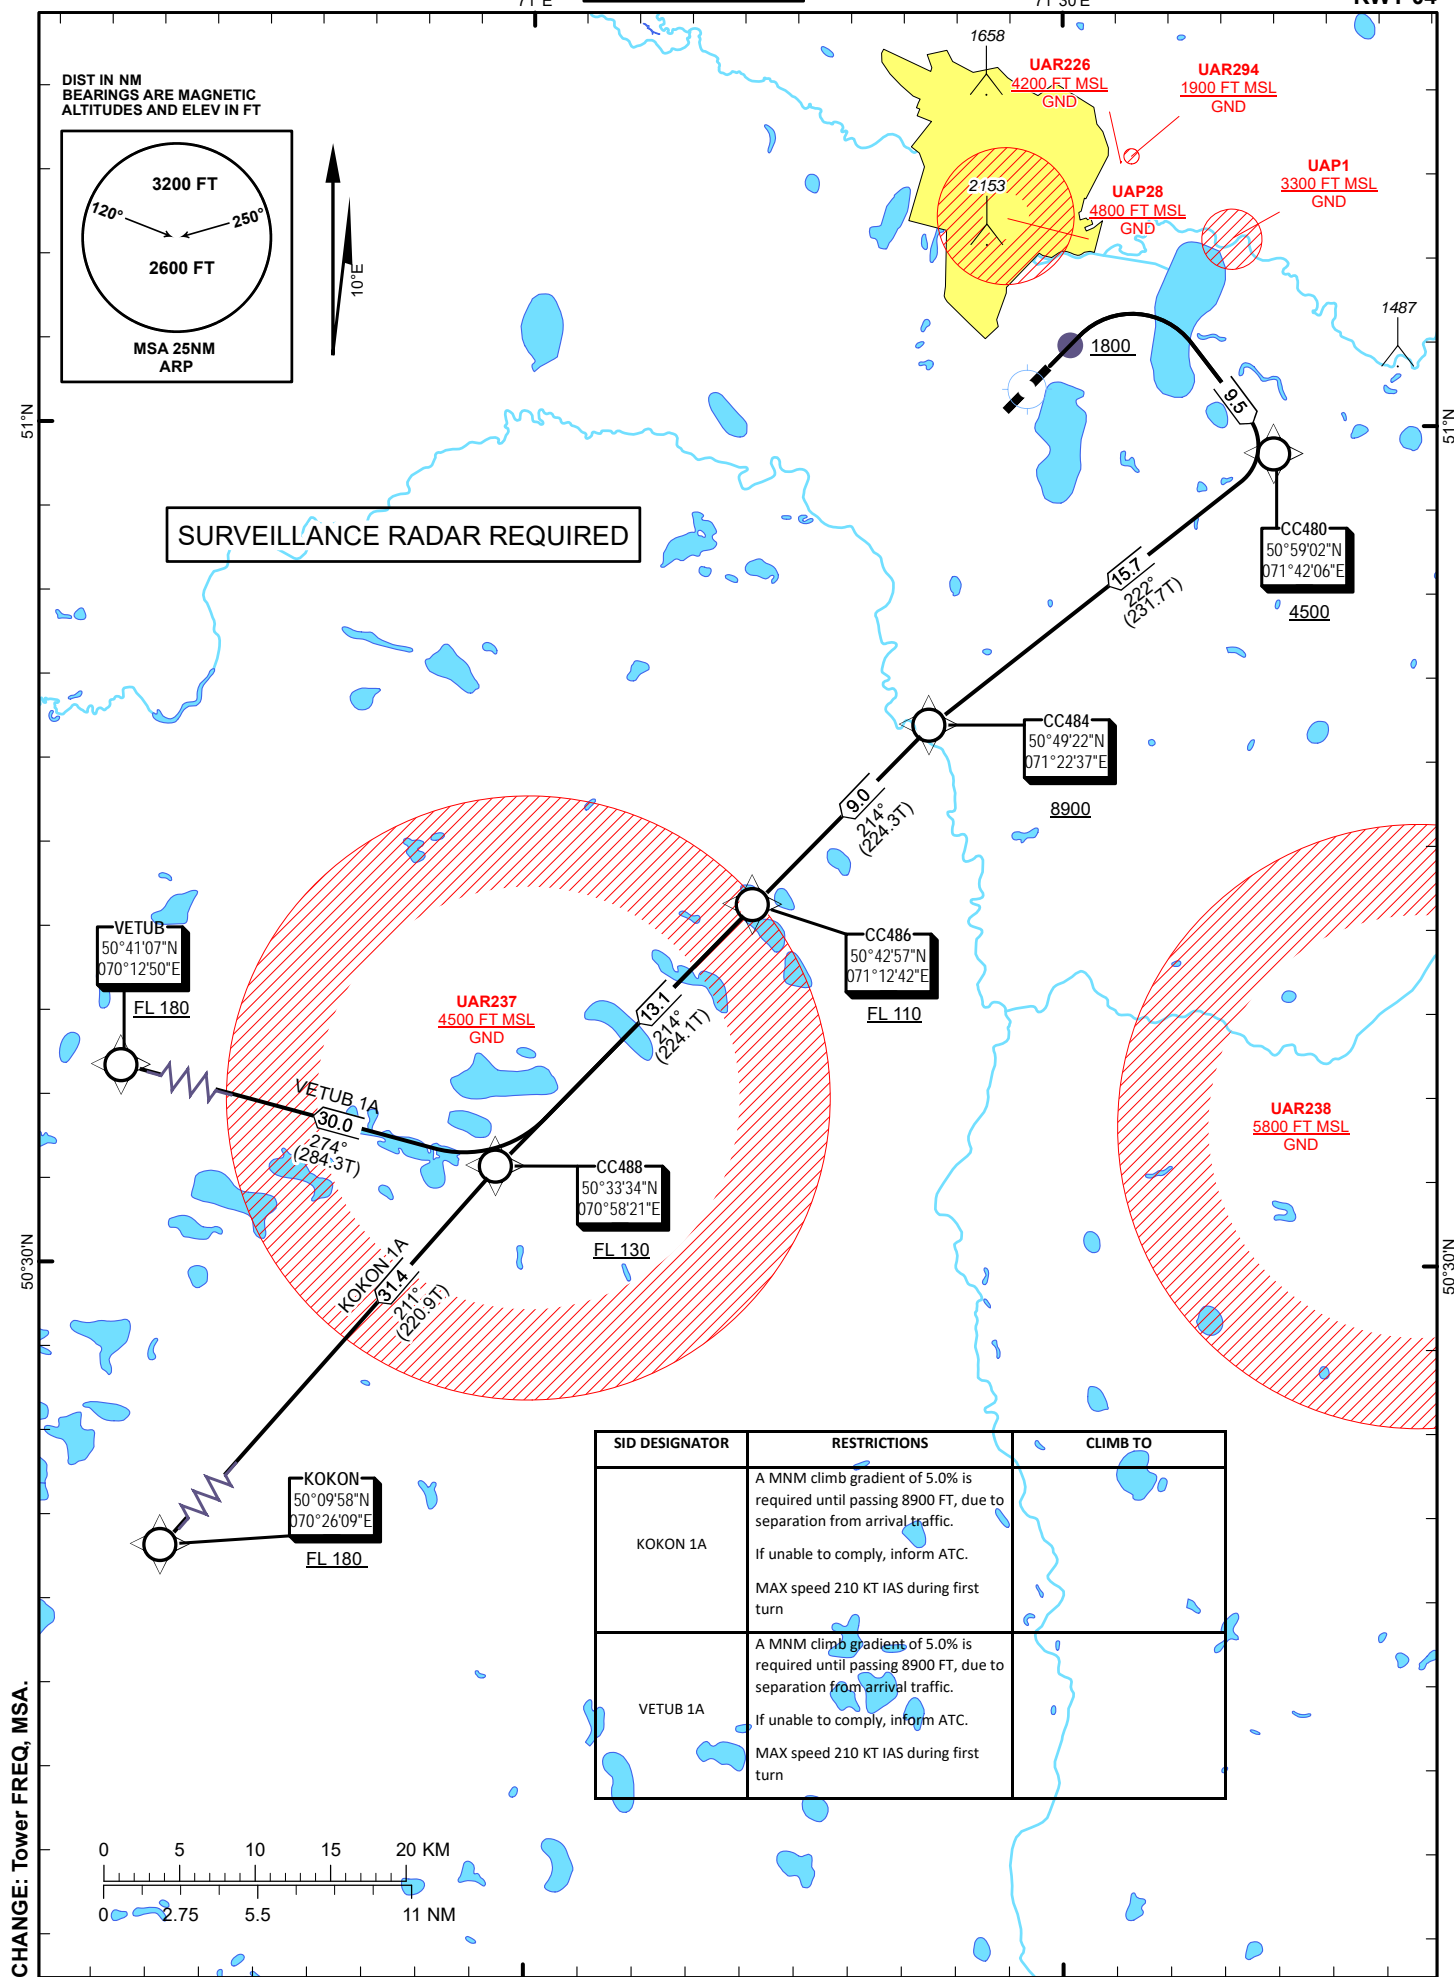 71°E
71°30'E
DIST IN NM
BEARINGS ARE MAGNETIC
ALTITUDES AND ELEV IN FT
3200 FT
120°
250°
2600 FT
MSA 25NM
ARP
10°E
1658
UAR226
4200 FT MSL
GND
UAR294
1900 FT MSL
GND
UAP1
3300 FT MSL
GND
2153
UAP28
4800 FT MSL
GND
1487
1800
9.5
51°N
51°N
SURVEILLANCE RADAR REQUIRED
CC480
50°59'02"N
071°42'06"E
4500
15.7
222°
(231.7T)
CC484
50°49'22"N
071°22'37"E
8900
9.0
214°
(224.3T)
CC486
50°42'57"N
071°12'42"E
FL 110
VETUB
50°41'07"N
070°12'50"E
FL 180
UAR237
4500 FT MSL
GND
13.1
214°
(224.1T)
VETUB 1A
30.0
274°
(284.3T)
UAR238
5800 FT MSL
GND
CC488
50°33'34"N
070°58'21"E
FL 130
50°30'N
50°30'N
KOKON 1A
31.4
211°
(220.9T)
KOKON
50°09'58"N
070°26'09"E
FL 180
SID DESIGNATOR
RESTRICTIONS
CLIMB TO
KOKON 1A
A MNM climb gradient of 5.0% is
required until passing 8900 FT, due to
separation from arrival traffic.
If unable to comply, inform ATC.
MAX speed 210 KT IAS during first
turn
VETUB 1A
A MNM climb gradient of 5.0% is
required until passing 8900 FT, due to
separation from arrival traffic.
If unable to comply, inform ATC.
MAX speed 210 KT IAS during first
turn
CHANGE: Tower FREQ, MSA.
0 5 10 15 20 KM
0 2.75 5.5 11 NM